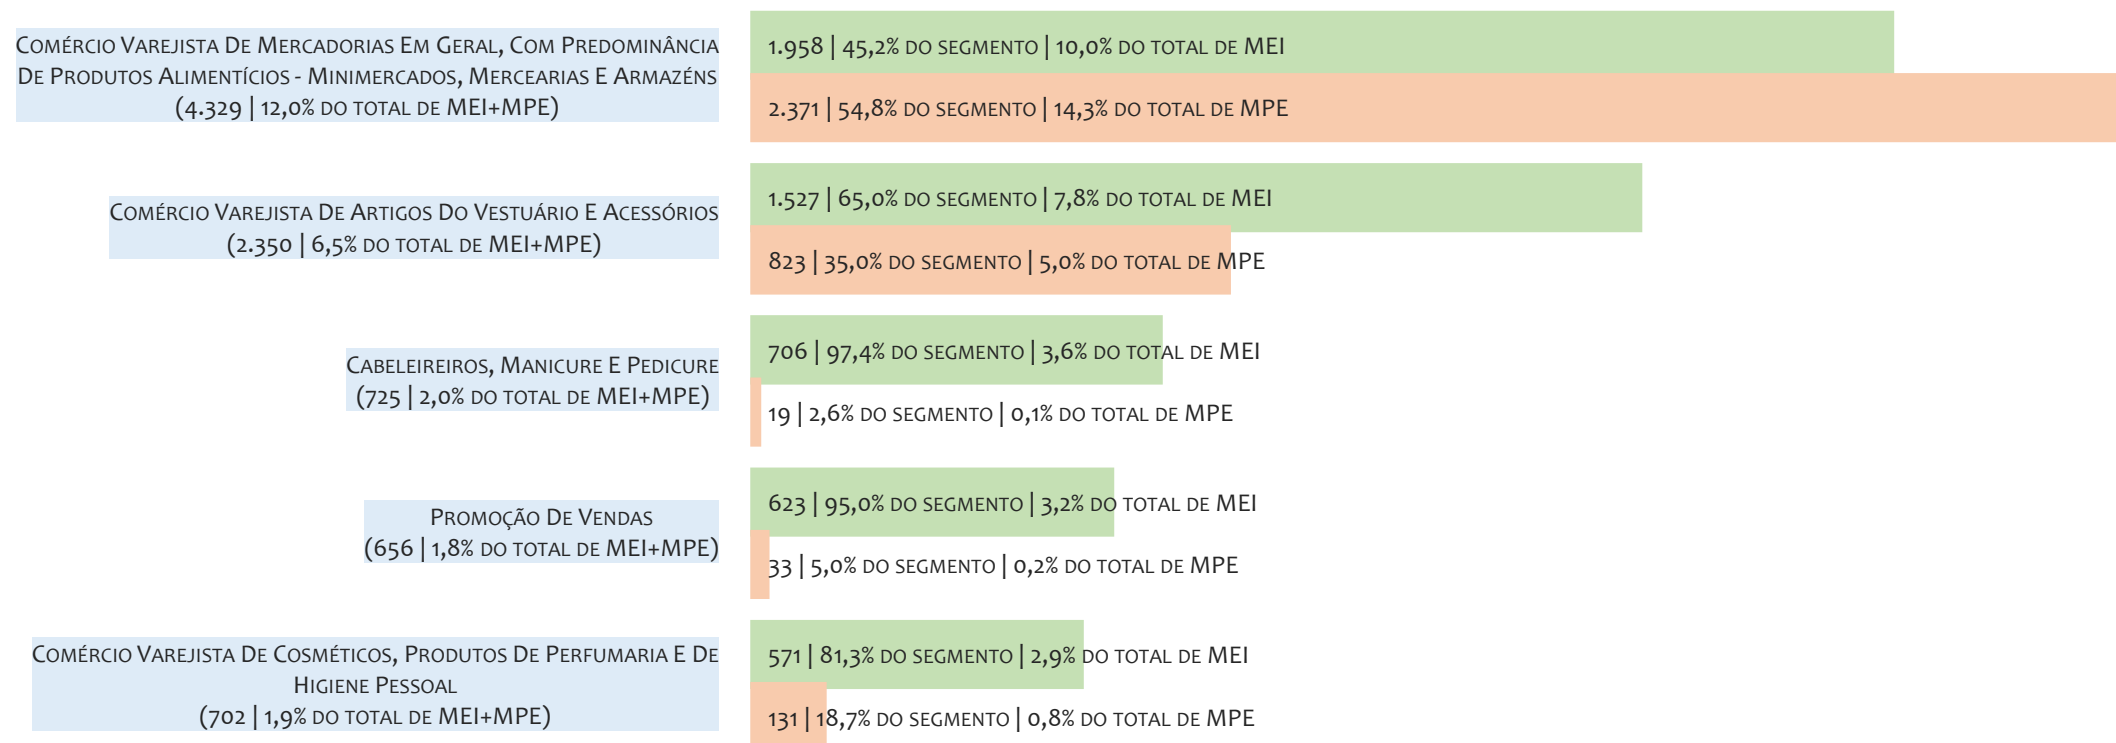 Comércio Varejista De Mercadorias Em Geral, Com Predominância
De Produtos Alimentícios - Minimercados, Mercearias E Armazéns
(4.329 | 12,0% do total de MEI+MPE)
1.958 | 45,2% do segmento | 10,0% do total de MEI
2.371 | 54,8% do segmento | 14,3% do total de MPE
Comércio Varejista De Artigos Do Vestuário E Acessórios
(2.350 | 6,5% do total de MEI+MPE)
1.527 | 65,0% do segmento | 7,8% do total de MEI
823 | 35,0% do segmento | 5,0% do total de MPE
Cabeleireiros, Manicure E Pedicure
(725 | 2,0% do total de MEI+MPE)
706 | 97,4% do segmento | 3,6% do total de MEI
19 | 2,6% do segmento | 0,1% do total de MPE
Promoção De Vendas
(656 | 1,8% do total de MEI+MPE)
623 | 95,0% do segmento | 3,2% do total de MEI
33 | 5,0% do segmento | 0,2% do total de MPE
Comércio Varejista De Cosméticos, Produtos De Perfumaria E De
Higiene Pessoal
(702 | 1,9% do total de MEI+MPE)
571 | 81,3% do segmento | 2,9% do total de MEI
131 | 18,7% do segmento | 0,8% do total de MPE